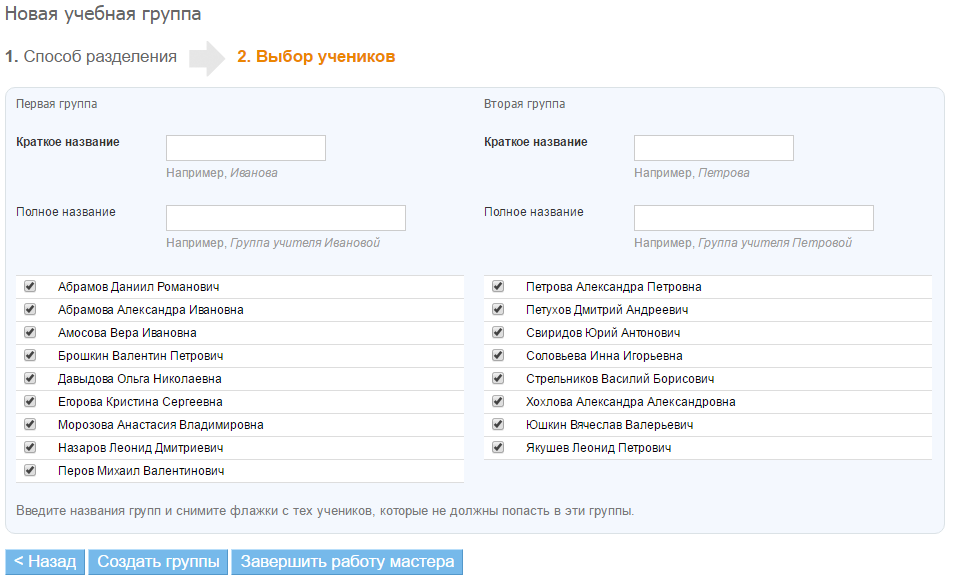 Новая учебная группа
1. Способ разделения 2. Выбор учеников
Первая группа
Краткое название
Например, Иванова
Полное название
Например, Группа учителя Ивановой
Абрамов Даниил Романович
Абрамова Александра Ивановна
Амосова Вера Ивановна
Брошкин Валентин Петрович
Давыдова Ольга Николаевна
Егорова Кристина Сергеевна
Морозова Анастасия Владимировна
Назаров Леонид Дмитриевич
Перов Михаил Валентинович
Вторая группа
Краткое название
Например, Петрова
Полное название
Например, Группа учителя Петровой
Петрова Александра Петровна
Петухов Дмитрий Андреевич
Свиридов Юрий Антонович
Соловьева Инна Игорьевна
Стрельников Василий Борисович
Хохлова Александра Александровна
Юшкин Вячеслав Валерьевич
Якушев Леонид Петрович
Введите названия групп и снимите флажки с тех учеников, которые не должны попасть в эти группы.
< Назад Создать группы Завершить работу мастера